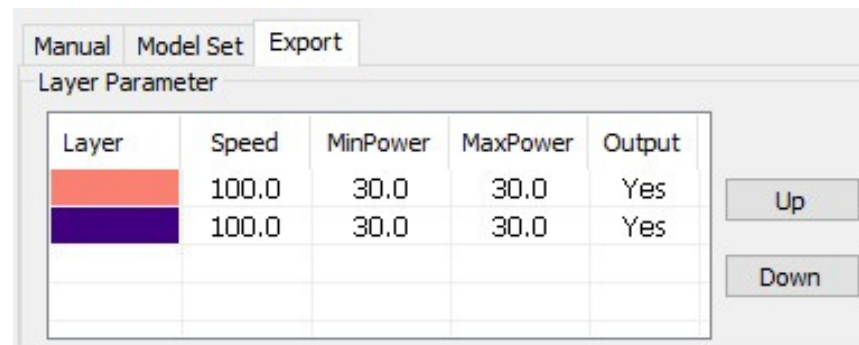 Manual Model Set Export
Layer Parameter
Layer Speed MinPower MaxPower Output
100.0 30.0 30.0 Yes
Up
100.0 30.0 30.0 Yes
Down